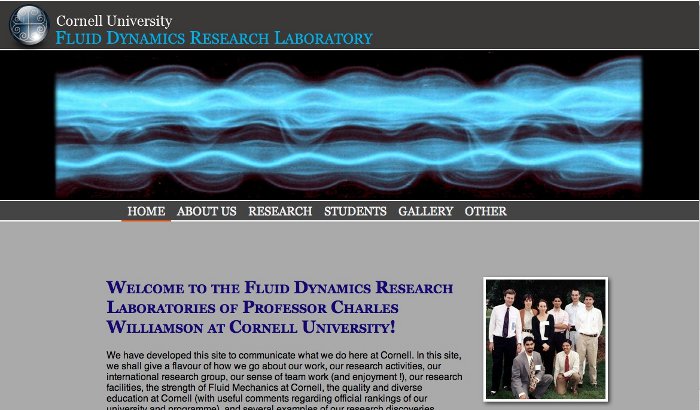 Cornell University
Fluid Dynamics Research Laboratory
HOME ABOUT US RESEARCH STUDENTS GALLERY OTHER
Welcome to the Fluid Dynamics Research
Laboratories of Professor Charles
Williamson at Cornell University!
We have developed this site to communicate what we do here at Cornell. In this site,
we shall give a flavour of how we go about our work, our research activities, our
international research group, our sense of team work (and enjoyment !), our research
facilities, the strength of Fluid Mechanics at Cornell, the quality and diverse
education at Cornell (with useful comments regarding official rankings of our
university and programme), and several examples of our research discoveries